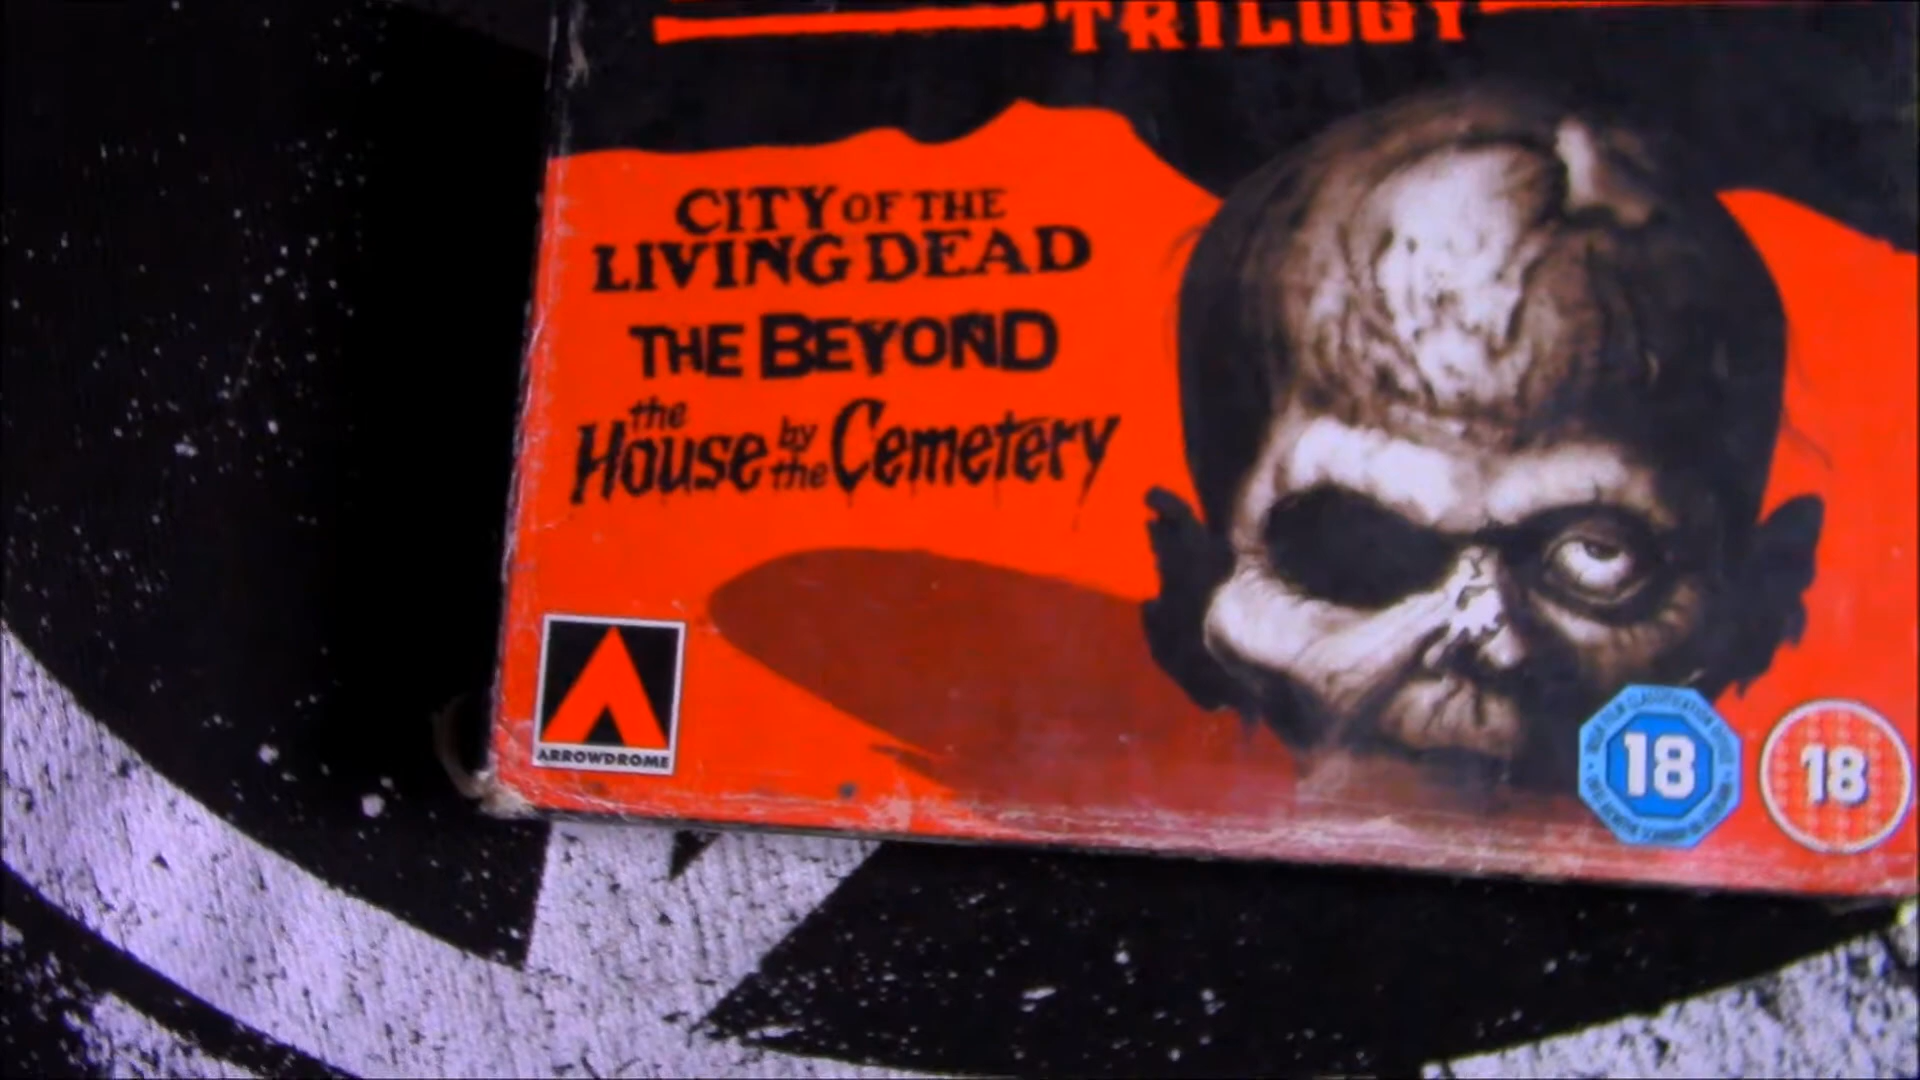 TRILOGY
CITY OF THE
LIVING DEAD
THE BEYOND
the
House by the Cemetery
ARROWDROME
18
18